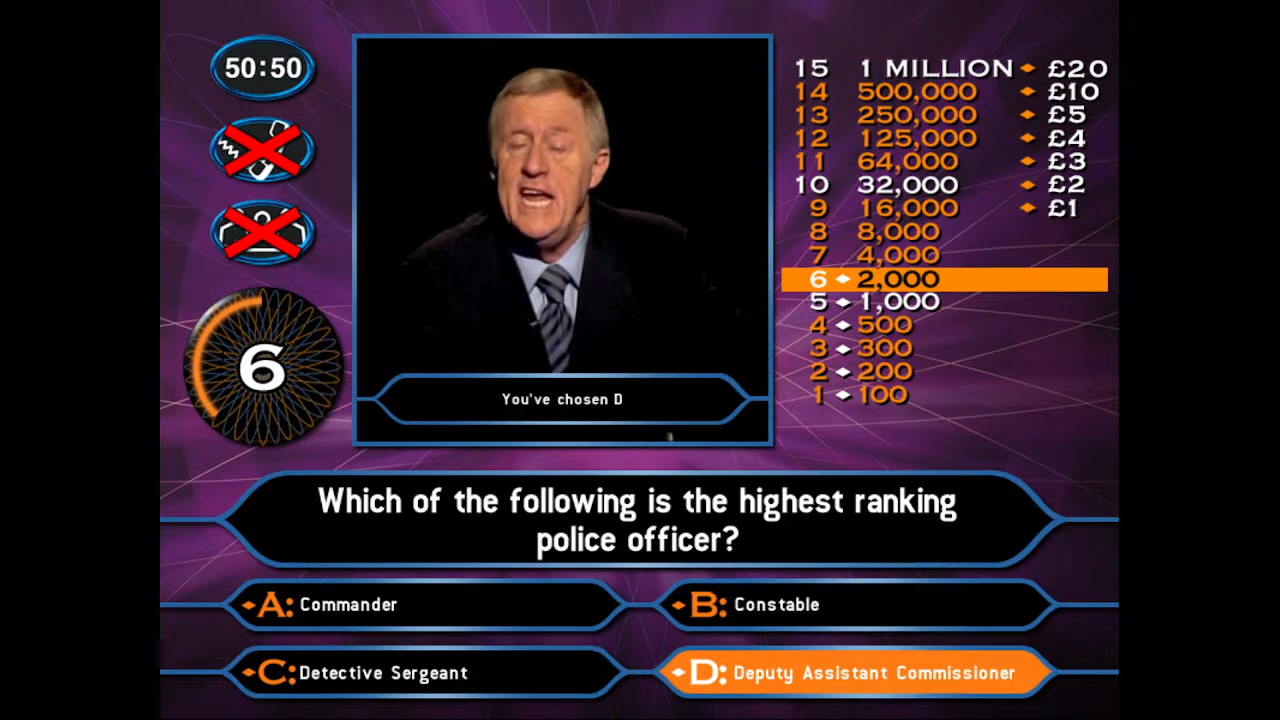 50:50
6
You've chosen D
15 1 MILLION £20
14 500,000 £10
13 250,000 £5
12 125,000 £4
11 64,000 £3
10 32,000 £2
9 16,000 £1
8 8,000
7 4,000
6 2,000
5 1,000
4 500
3 300
2 200
1 100
Which of the following is the highest ranking
police officer?
A: Commander
B: Constable
C: Detective Sergeant
D: Deputy Assistant Commissioner